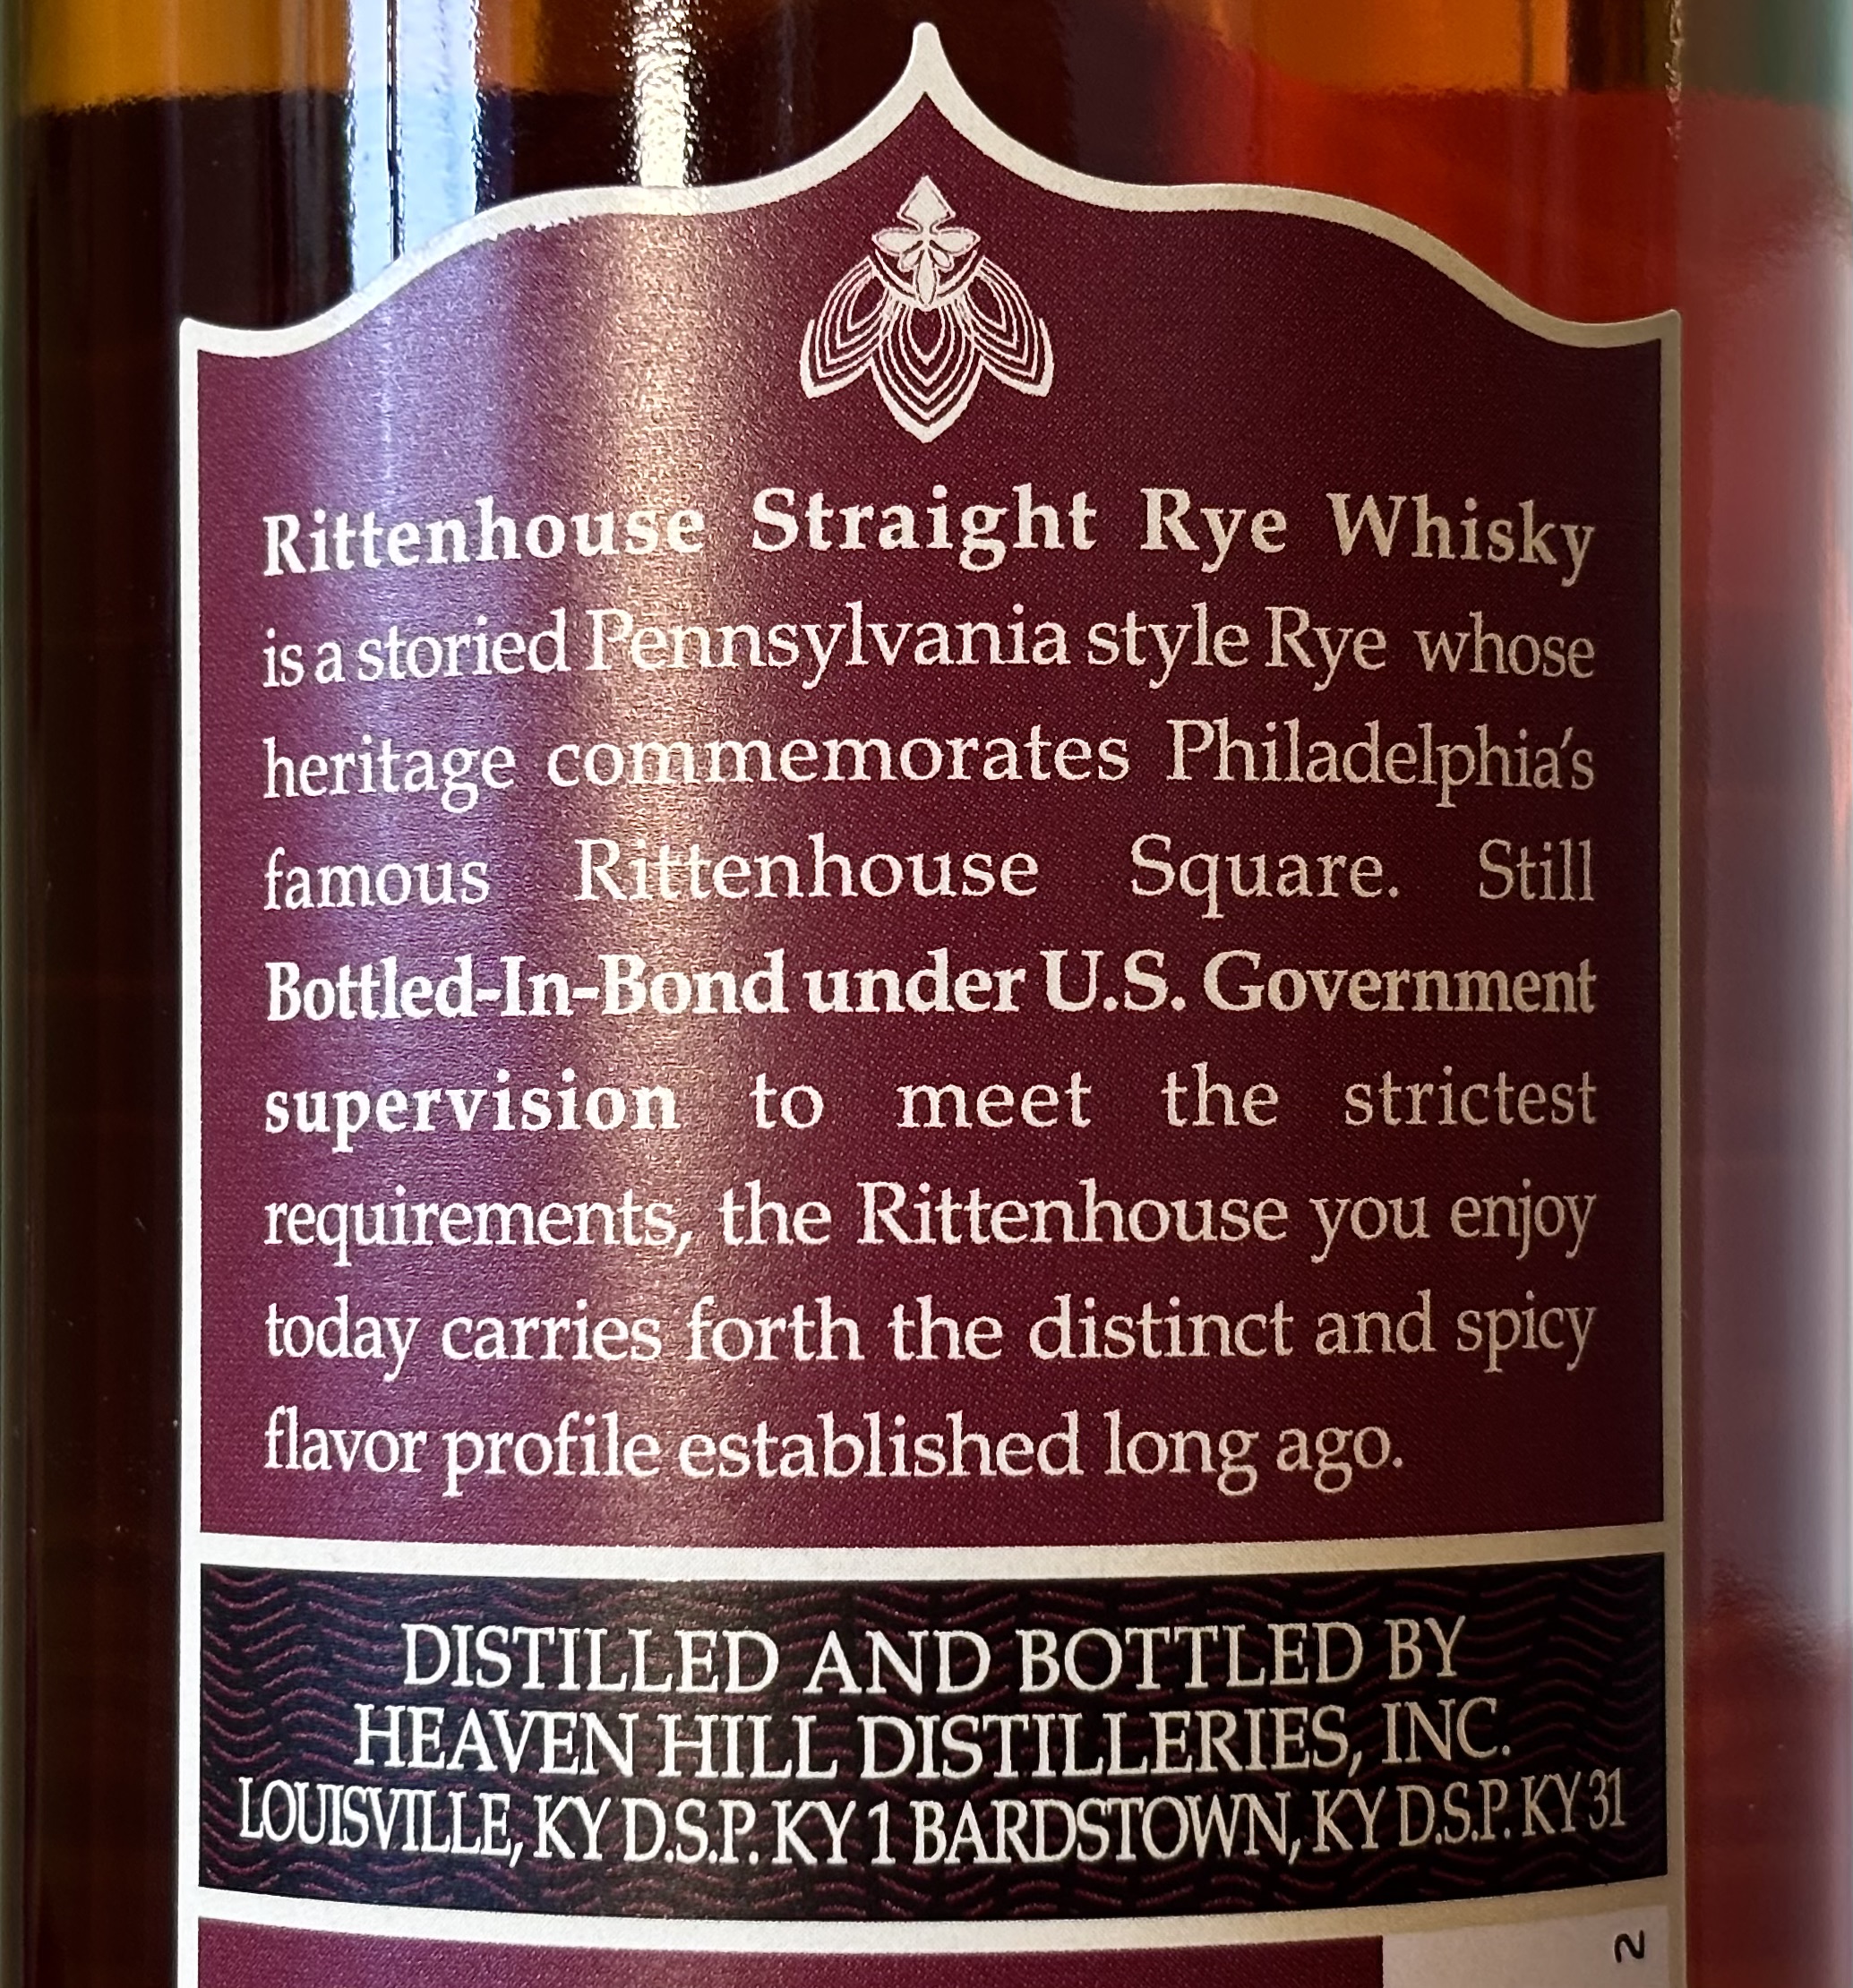 Rittenhouse Straight Rye Whisky
is a storied Pennsylvania style Rye whose
heritage commemorates Philadelphia's
famous Rittenhouse Square. Still
Bottled-In-Bond under U.S. Government
supervision to meet the strictest
requirements, the Rittenhouse you enjoy
today carries forth the distinct and spicy
flavor profile established long ago.
DISTILLED AND BOTTLED BY
HEAVEN HILL DISTILLERIES, INC.
LOUISVILLE, KY D.S.P. KY 1 BARDSTOWN, KY D.S.P. KY 31
2